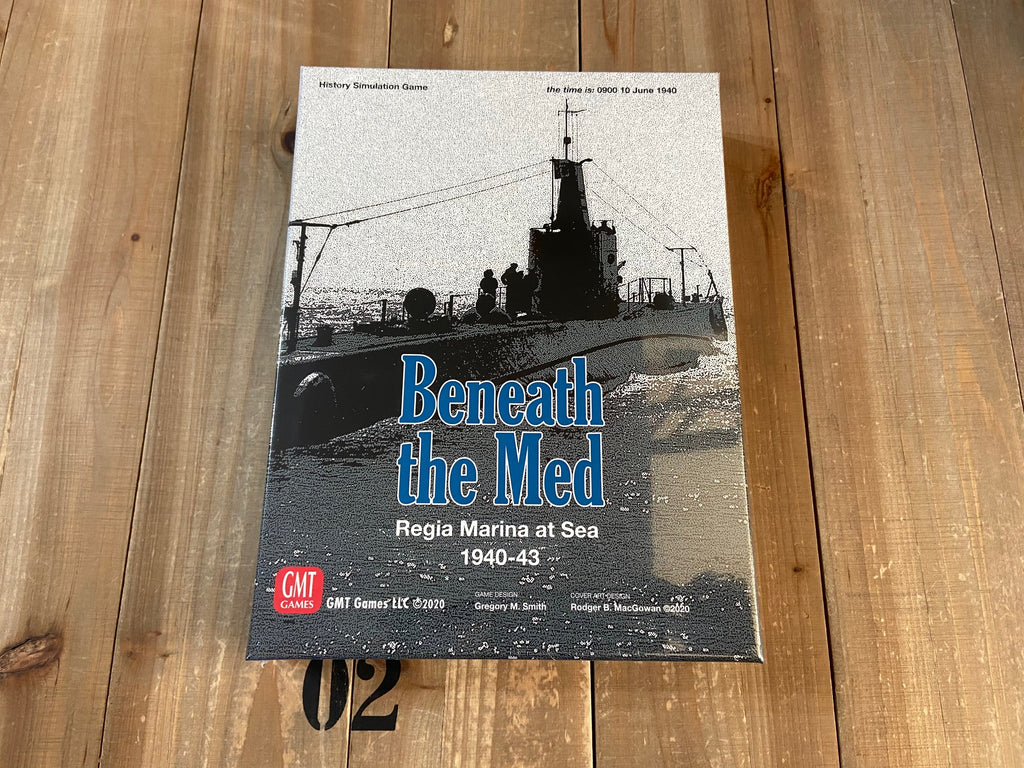 History Simulation Game
the time is: 0900 10 June 1940
Beneath
the Med
Regia Marina at Sea
1940-43
GMT
GAMES
GMT Games LLC ©2020
GAME DESIGN
Gregory M. Smith
COVER ART DESIGN
Rodger B. MacGowan ©2020
02